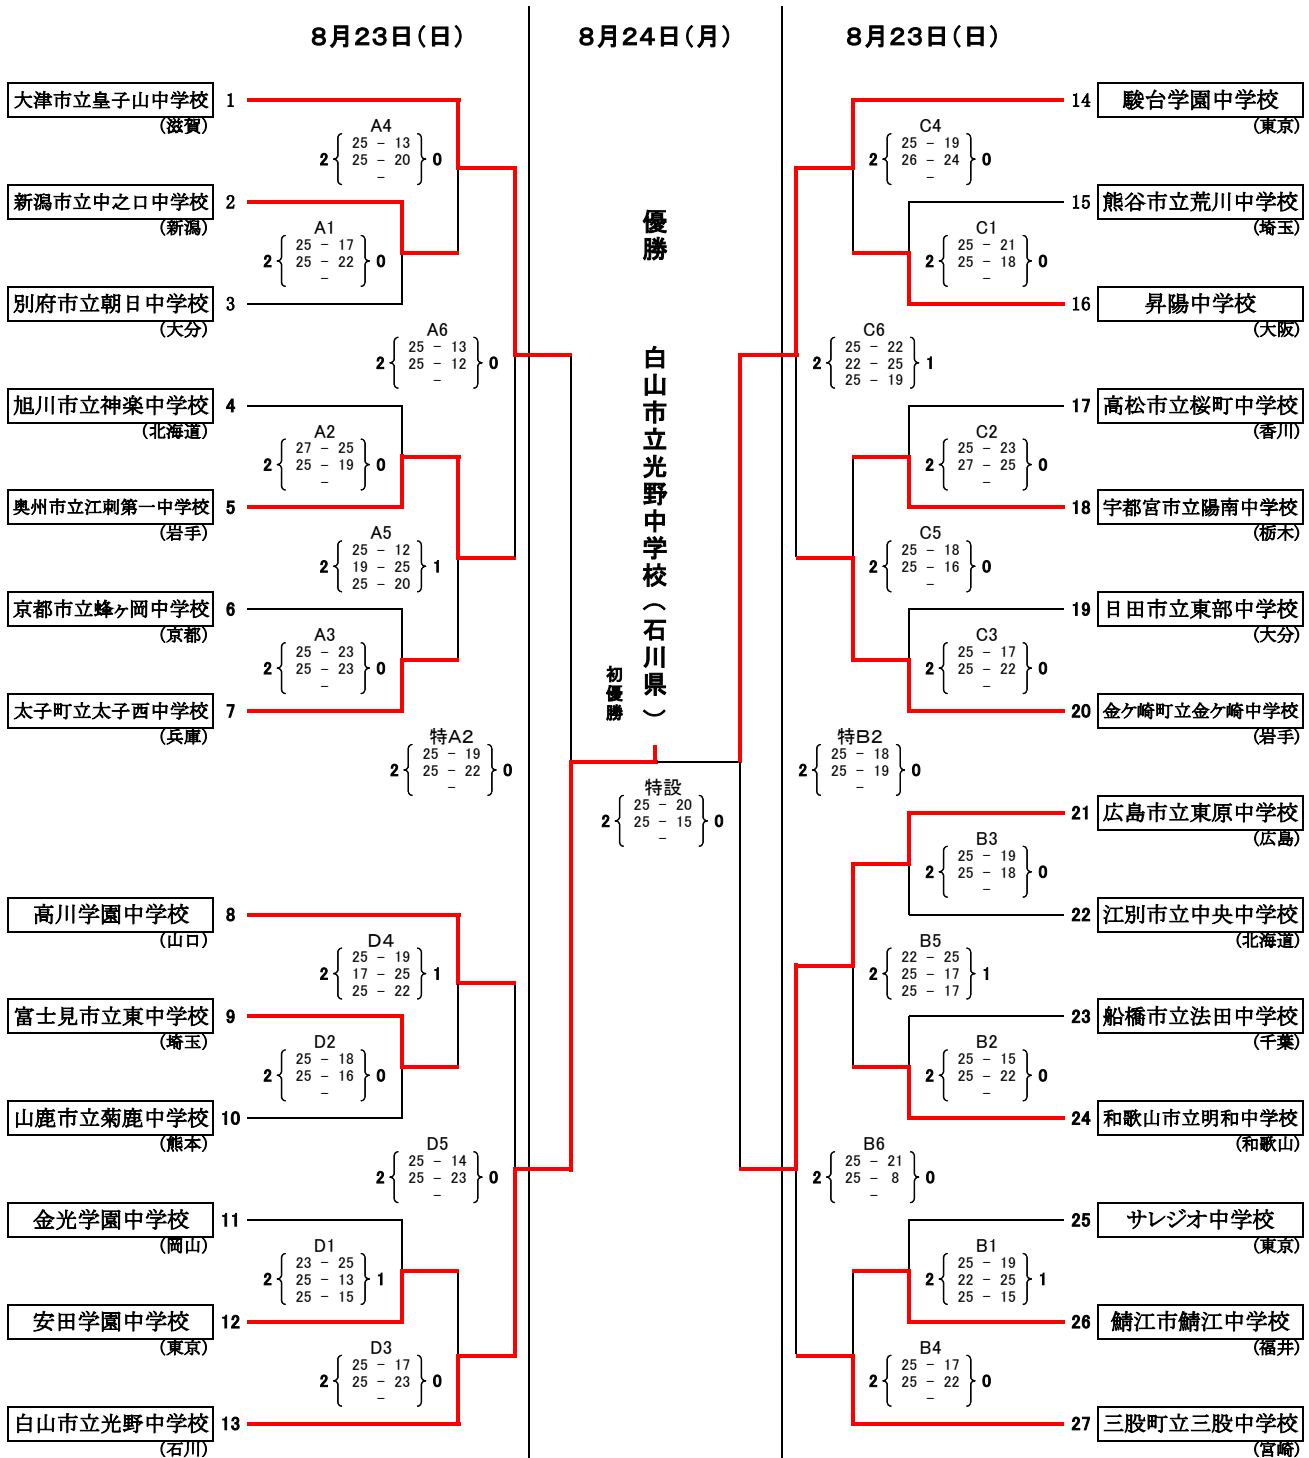 8月23日(日)
8月24日(月)
8月23日(日)
大津市立皇子山中学校 1
(滋賀)
A4
2 25 - 13 0
25 - 20
-
新潟市立中之口中学校 2
(新潟)
A1
25 - 17
2 25 - 22 0
-
別府市立朝日中学校 3
(大分)
A6
25 - 13
2 25 - 12 0
-
旭川市立神楽中学校 4
(北海道)
A2
27 - 25
2 25 - 19 0
-
奥州市立江刺第一中学校 5
(岩手)
A5
25 - 12
2 19 - 25 1
25 - 20
京都市立蜂ヶ岡中学校 6
(京都)
A3
25 - 23
2 25 - 23 0
-
太子町立太子西中学校 7
(兵庫)
特A2
25 - 19
2 25 - 22 0
-
高川学園中学校 8
(山口)
D4
25 - 19
2 17 - 25 1
25 - 22
富士見市立東中学校 9
(埼玉)
D2
25 - 18
2 25 - 16 0
-
山鹿市立菊鹿中学校 10
(熊本)
D5
25 - 14
2 25 - 23 0
-
金光学園中学校 11
(岡山)
D1
23 - 25
2 25 - 13 1
25 - 15
安田学園中学校 12
(東京)
D3
25 - 17
2 25 - 23 0
-
白山市立光野中学校 13
(石川)
優勝
白山市立光野中学校(石川県)
初優勝
特設
25 - 20
2 25 - 15 0
-
14 駿台学園中学校
(東京)
C4
25 - 19
2 26 - 24 0
-
15 熊谷市立荒川中学校
(埼玉)
C1
25 - 21
2 25 - 18 0
-
16 昇陽中学校
(大阪)
C6
25 - 22
2 22 - 25 1
25 - 19
17 高松市立桜町中学校
(香川)
C2
25 - 23
2 27 - 25 0
-
18 宇都宮市立陽南中学校
(栃木)
C5
25 - 18
2 25 - 16 0
-
19 日田市立東部中学校
(大分)
C3
25 - 17
2 25 - 22 0
-
20 金ケ崎町立金ケ崎中学校
(岩手)
特B2
25 - 18
2 25 - 19 0
-
21 広島市立東原中学校
(広島)
B3
25 - 19
2 25 - 18 0
-
22 江別市立中央中学校
(北海道)
B5
22 - 25
2 25 - 17 1
25 - 17
23 船橋市立法田中学校
(千葉)
B2
25 - 15
2 25 - 22 0
-
24 和歌山市立明和中学校
(和歌山)
B6
25 - 21
2 25 - 8 0
-
25 サレジオ中学校
(東京)
B1
25 - 19
2 22 - 25 1
25 - 15
26 鯖江市鯖江中学校
(福井)
B4
25 - 17
2 25 - 22 0
-
27 三股町立三股中学校
(宮崎)